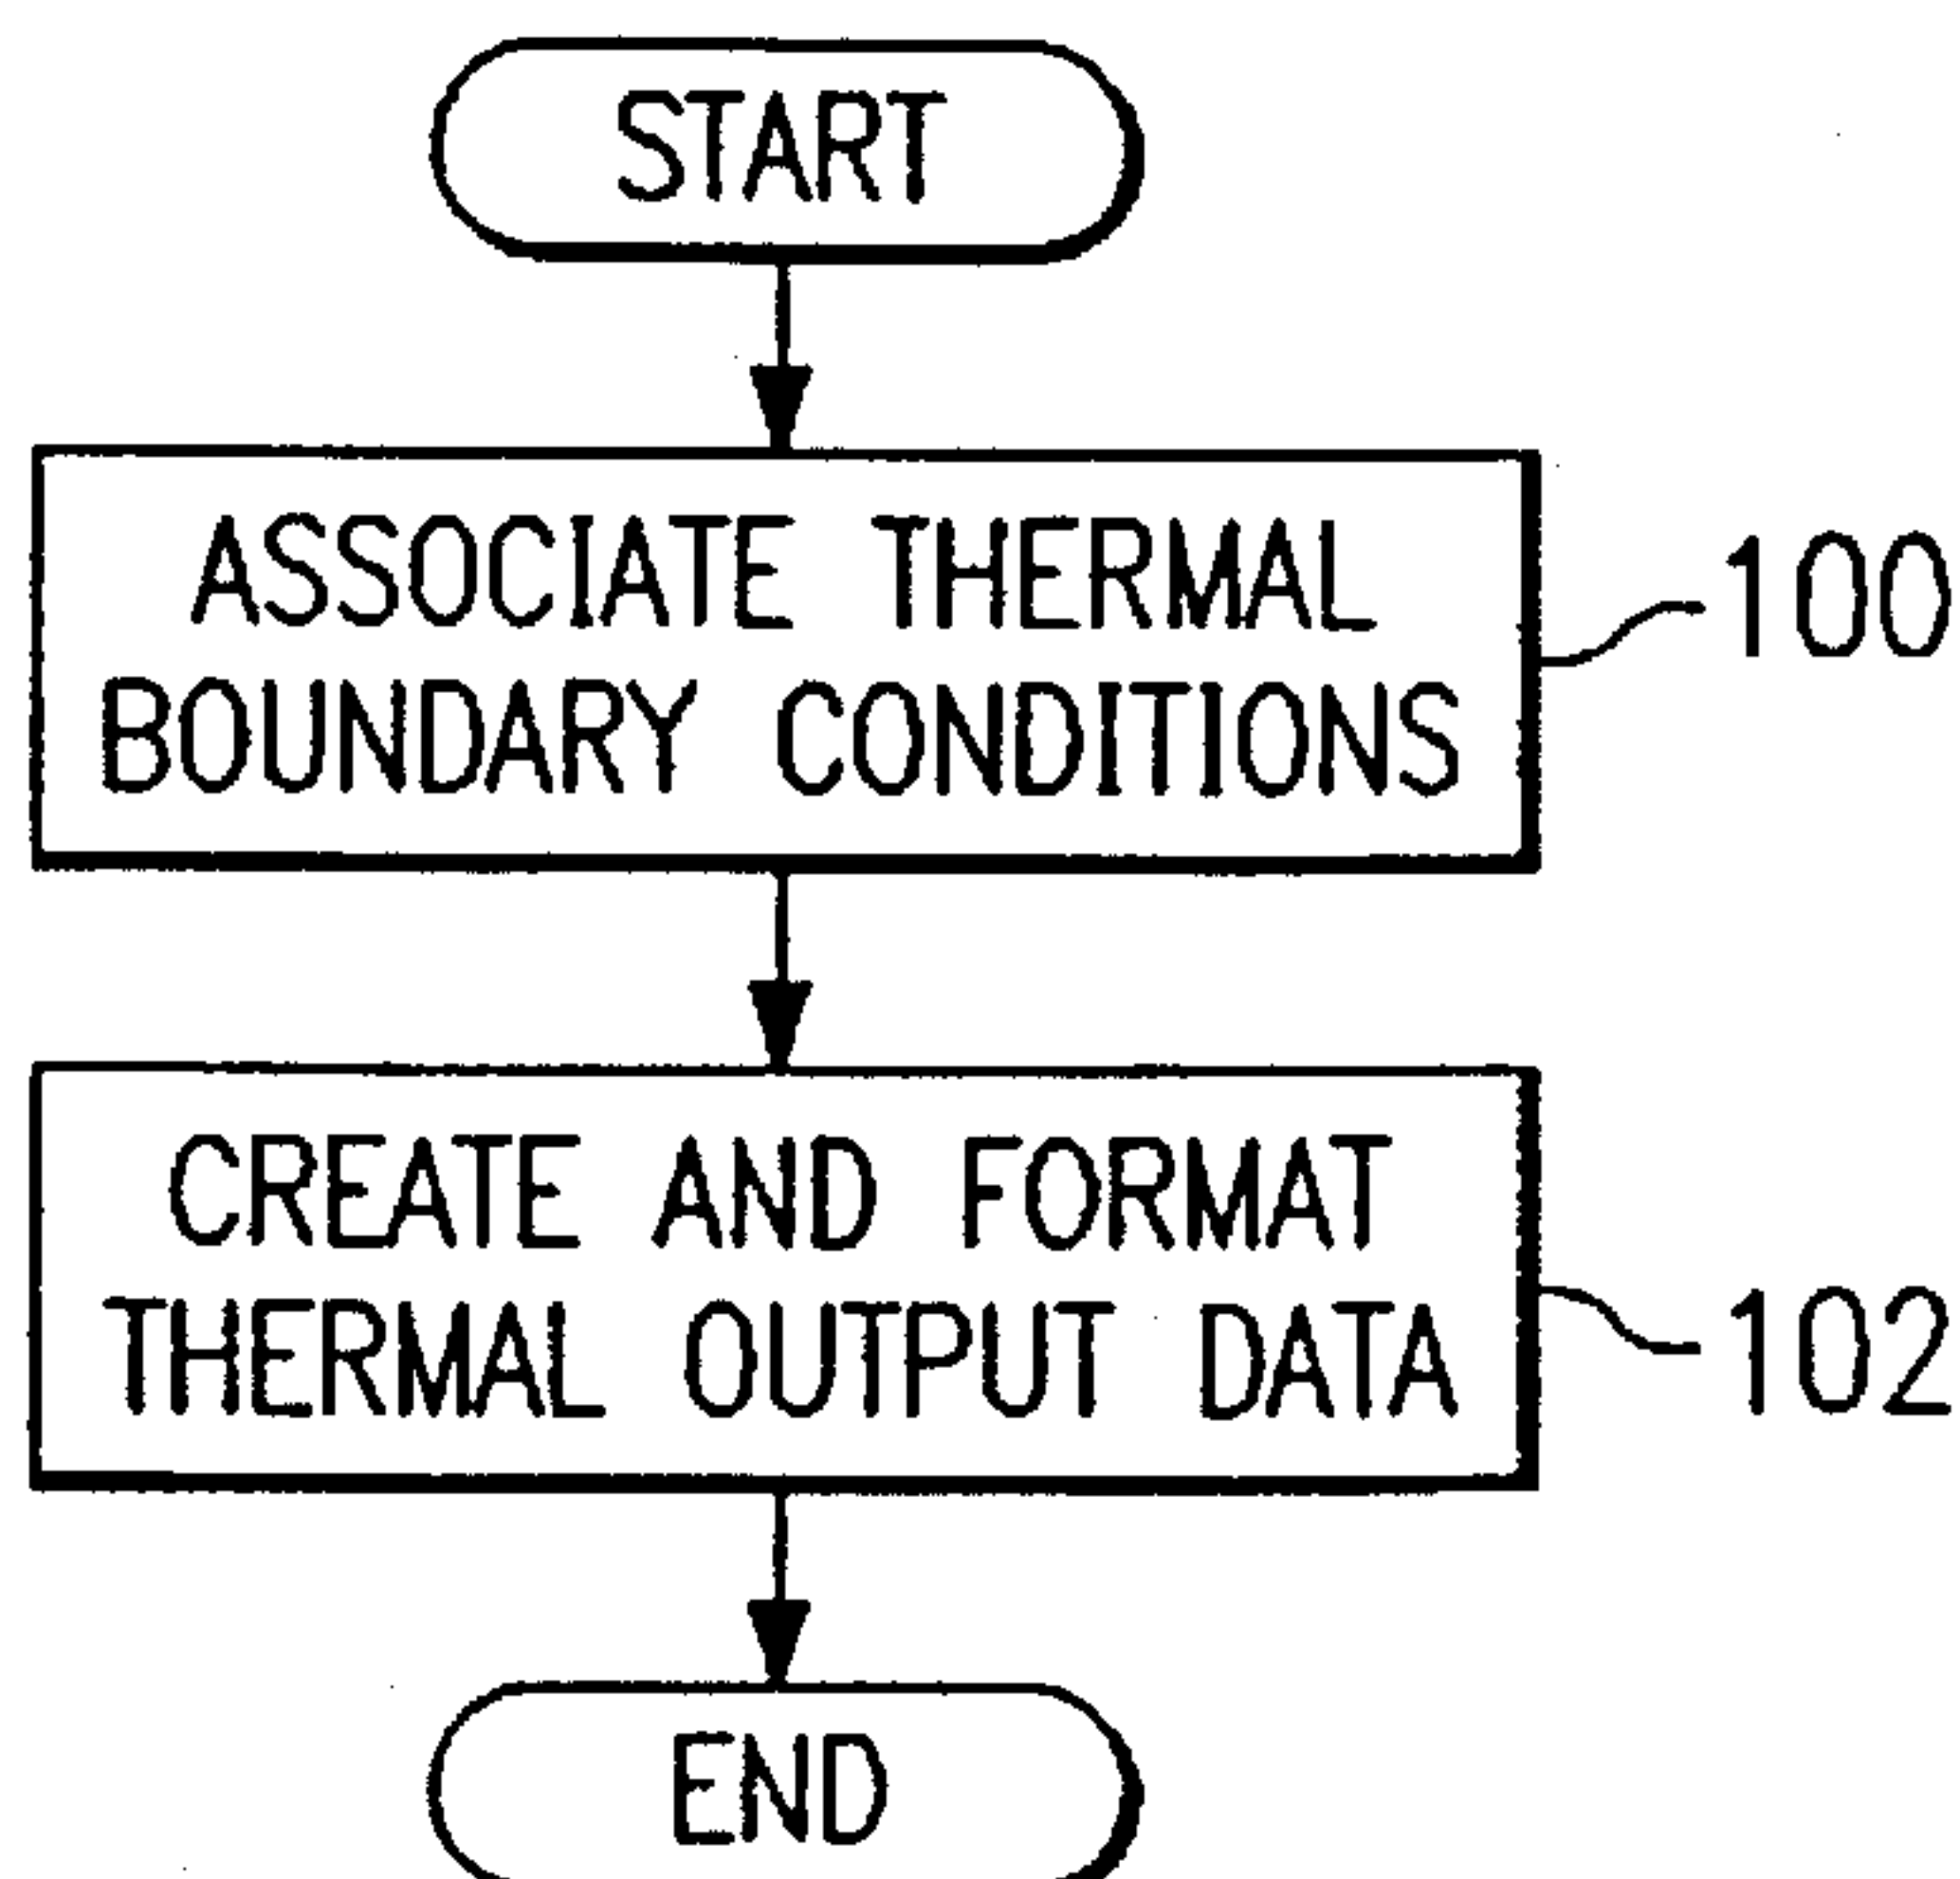 START
ASSOCIATE THERMAL
BOUNDARY CONDITIONS
100
CREATE AND FORMAT
THERMAL OUTPUT DATA
102
END